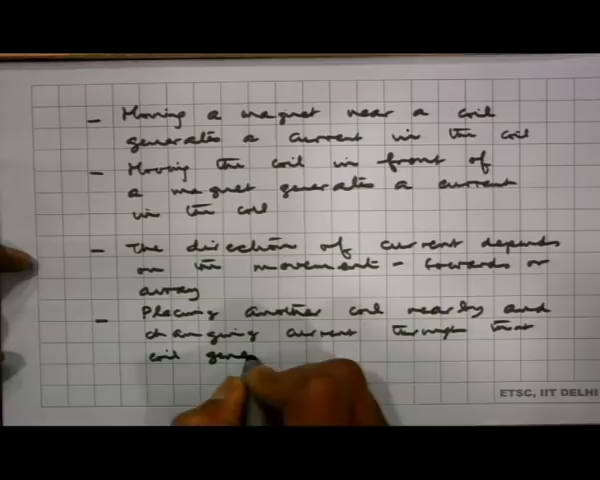 - Moving a magnet near a coil
generates a current in the coil
- Moving the coil in front of
a magnet generates a current
in the coil
- The direction of current depends
on the movement - towards or
away
- Placing another coil nearby and
changing current through that
coil gene
ETSC, IIT DELHI